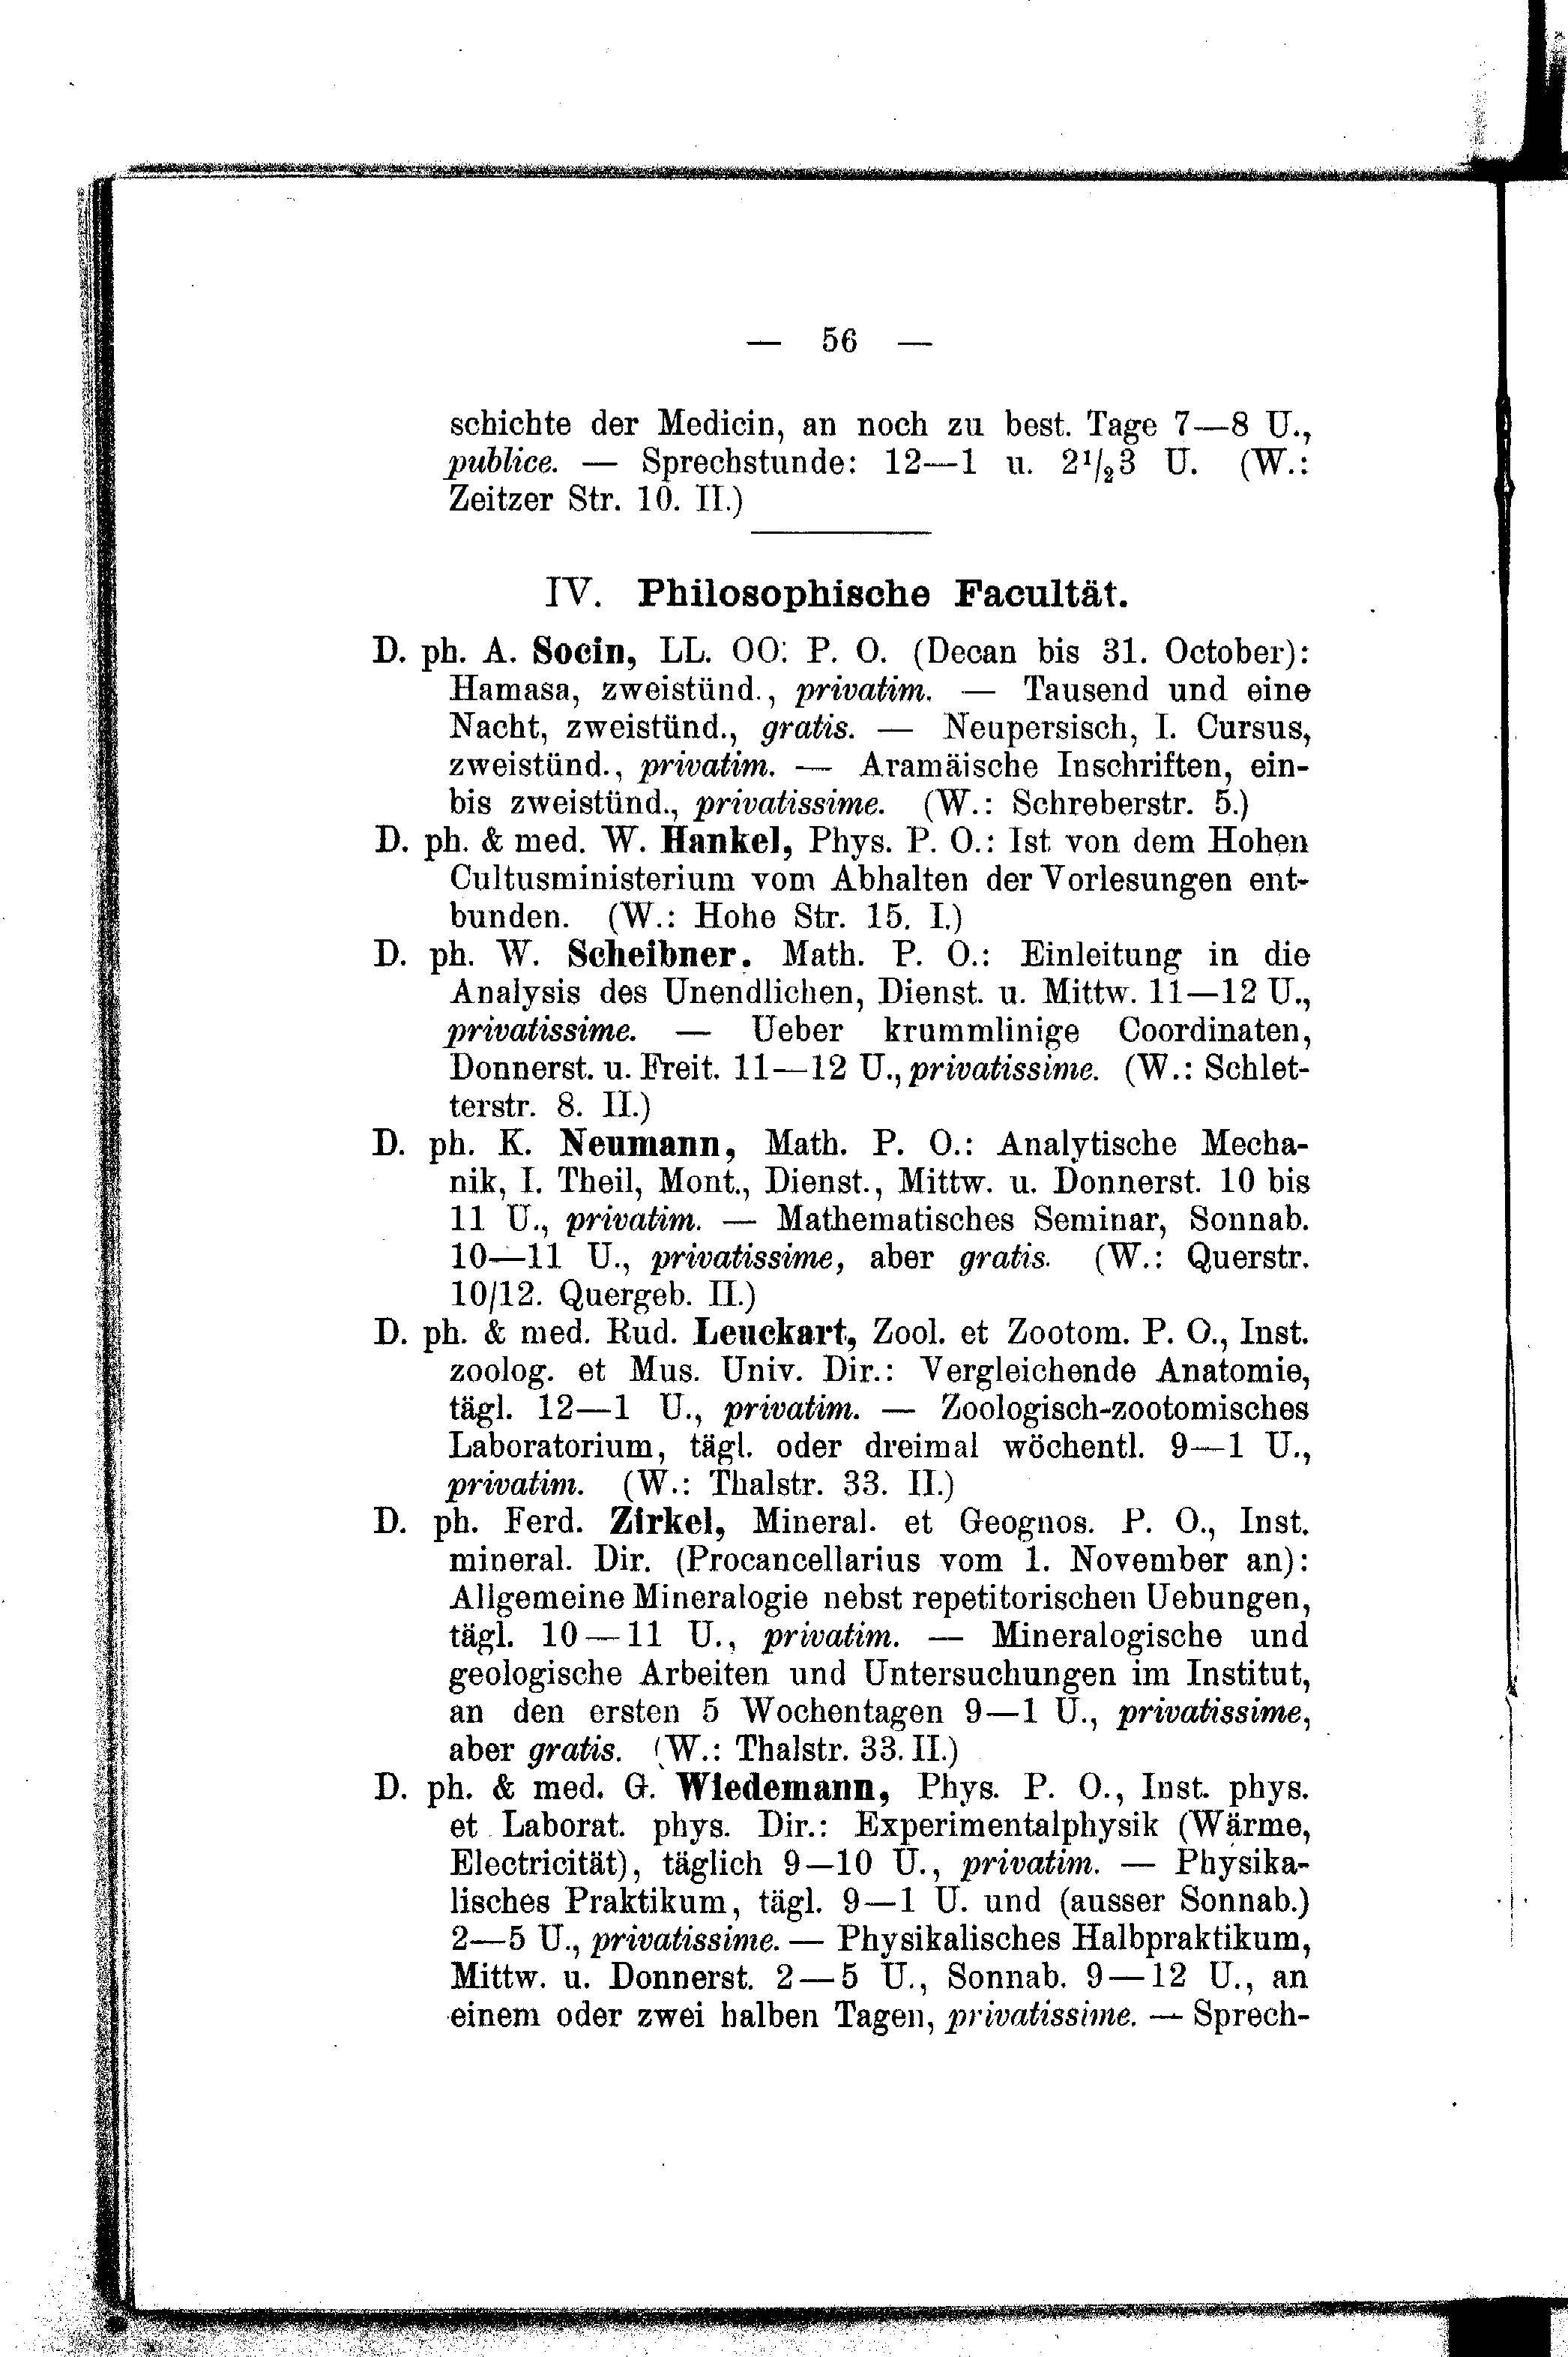 — 56 —
schichte der Medicin, an noch zu best. Tage 7—8 U.,
publice. — Sprechstunde: 12—1 u. 2¹/₂3 U. (W.:
Zeitzer Str. 10. II.)
IV. Philosophische Facultät.
D. ph. A. Socin, LL. OO. P. O. (Decan bis 31. October):
Hamasa, zweistünd., privatim. — Tausend und eine
Nacht, zweistünd., gratis. — Neupersisch, I. Cursus,
zweistünd., privatim. — Aramäische Inschriften, ein-
bis zweistünd., privatissime. (W.: Schreberstr. 5.)
D. ph. & med. W. Hankel, Phys. P. O.: Ist von dem Hohen
Cultusministerium vom Abhalten der Vorlesungen ent-
bunden. (W.: Hohe Str. 15. I.)
D. ph. W. Scheibner. Math. P. O.: Einleitung in die
Analysis des Unendlichen, Dienst. u. Mittw. 11—12 U.,
privatissime. — Ueber krummlinige Coordinaten,
Donnerst. u. Freit. 11—12 U., privatissime. (W.: Schlet-
terstr. 8. II.)
D. ph. K. Neumann, Math. P. O.: Analytische Mecha-
nik, I. Theil, Mont., Dienst., Mittw. u. Donnerst. 10 bis
11 U., privatim. — Mathematisches Seminar, Sonnab.
10—11 U., privatissime, aber gratis. (W.: Querstr.
10/12. Quergeb. II.)
D. ph. & med. Rud. Leuckart, Zool. et Zootom. P. O., Inst.
zoolog. et Mus. Univ. Dir.: Vergleichende Anatomie,
tägl. 12—1 U., privatim. — Zoologisch-zootomisches
Laboratorium, tägl. oder dreimal wöchentl. 9—1 U.,
privatim. (W.: Thalstr. 33. II.)
D. ph. Ferd. Zirkel, Mineral. et Geognos. P. O., Inst.
mineral. Dir. (Procancellarius vom 1. November an):
Allgemeine Mineralogie nebst repetitorischen Uebungen,
tägl. 10—11 U., privatim. — Mineralogische und
geologische Arbeiten und Untersuchungen im Institut,
an den ersten 5 Wochentagen 9—1 U., privatissime,
aber gratis. (W.: Thalstr. 33. II.)
D. ph. & med. G. Wiedemann, Phys. P. O., Inst. phys.
et Laborat. phys. Dir.: Experimentalphysik (Wärme,
Electricität), täglich 9—10 U., privatim. — Physika-
lisches Praktikum, tägl. 9—1 U. und (ausser Sonnab.)
2—5 U., privatissime. — Physikalisches Halbpraktikum,
Mittw. u. Donnerst. 2—5 U., Sonnab. 9—12 U., an
einem oder zwei halben Tagen, privatissime. — Sprech-